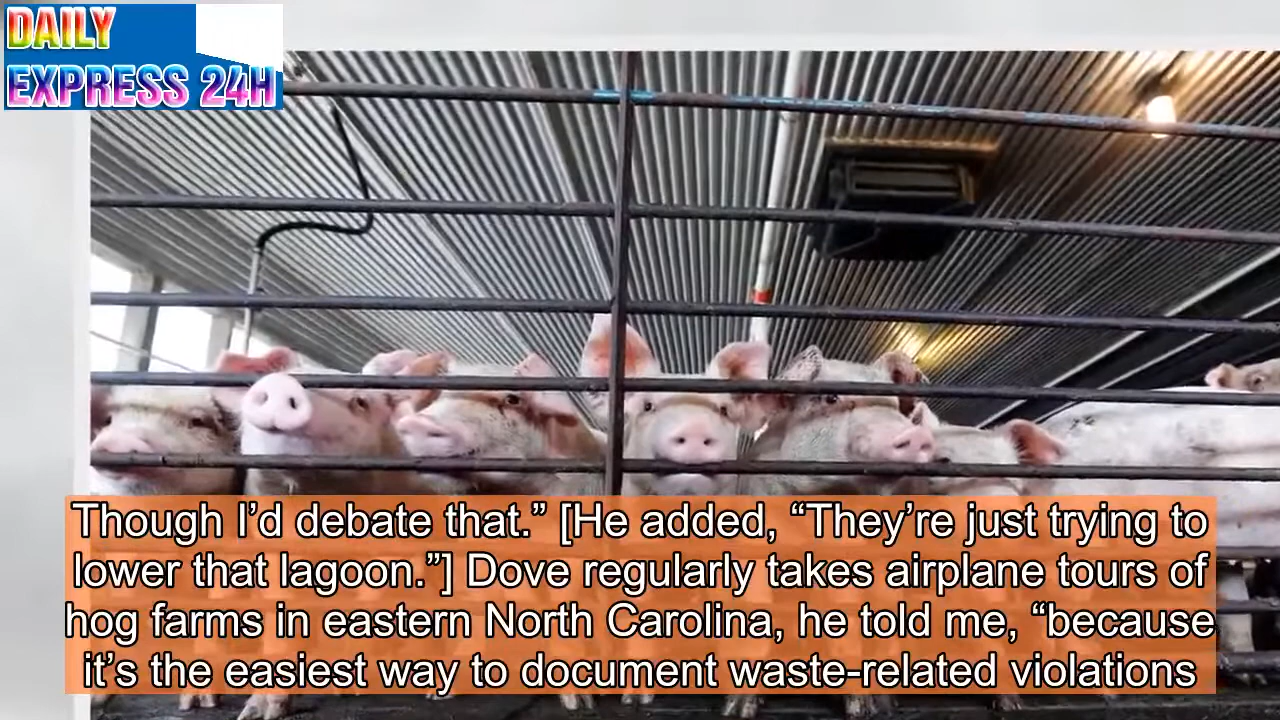 DAILY
EXPRESS 24H
Though I’d debate that.” [He added, “They’re just trying to
lower that lagoon.”] Dove regularly takes airplane tours of
hog farms in eastern North Carolina, he told me, “because
it’s the easiest way to document waste-related violations